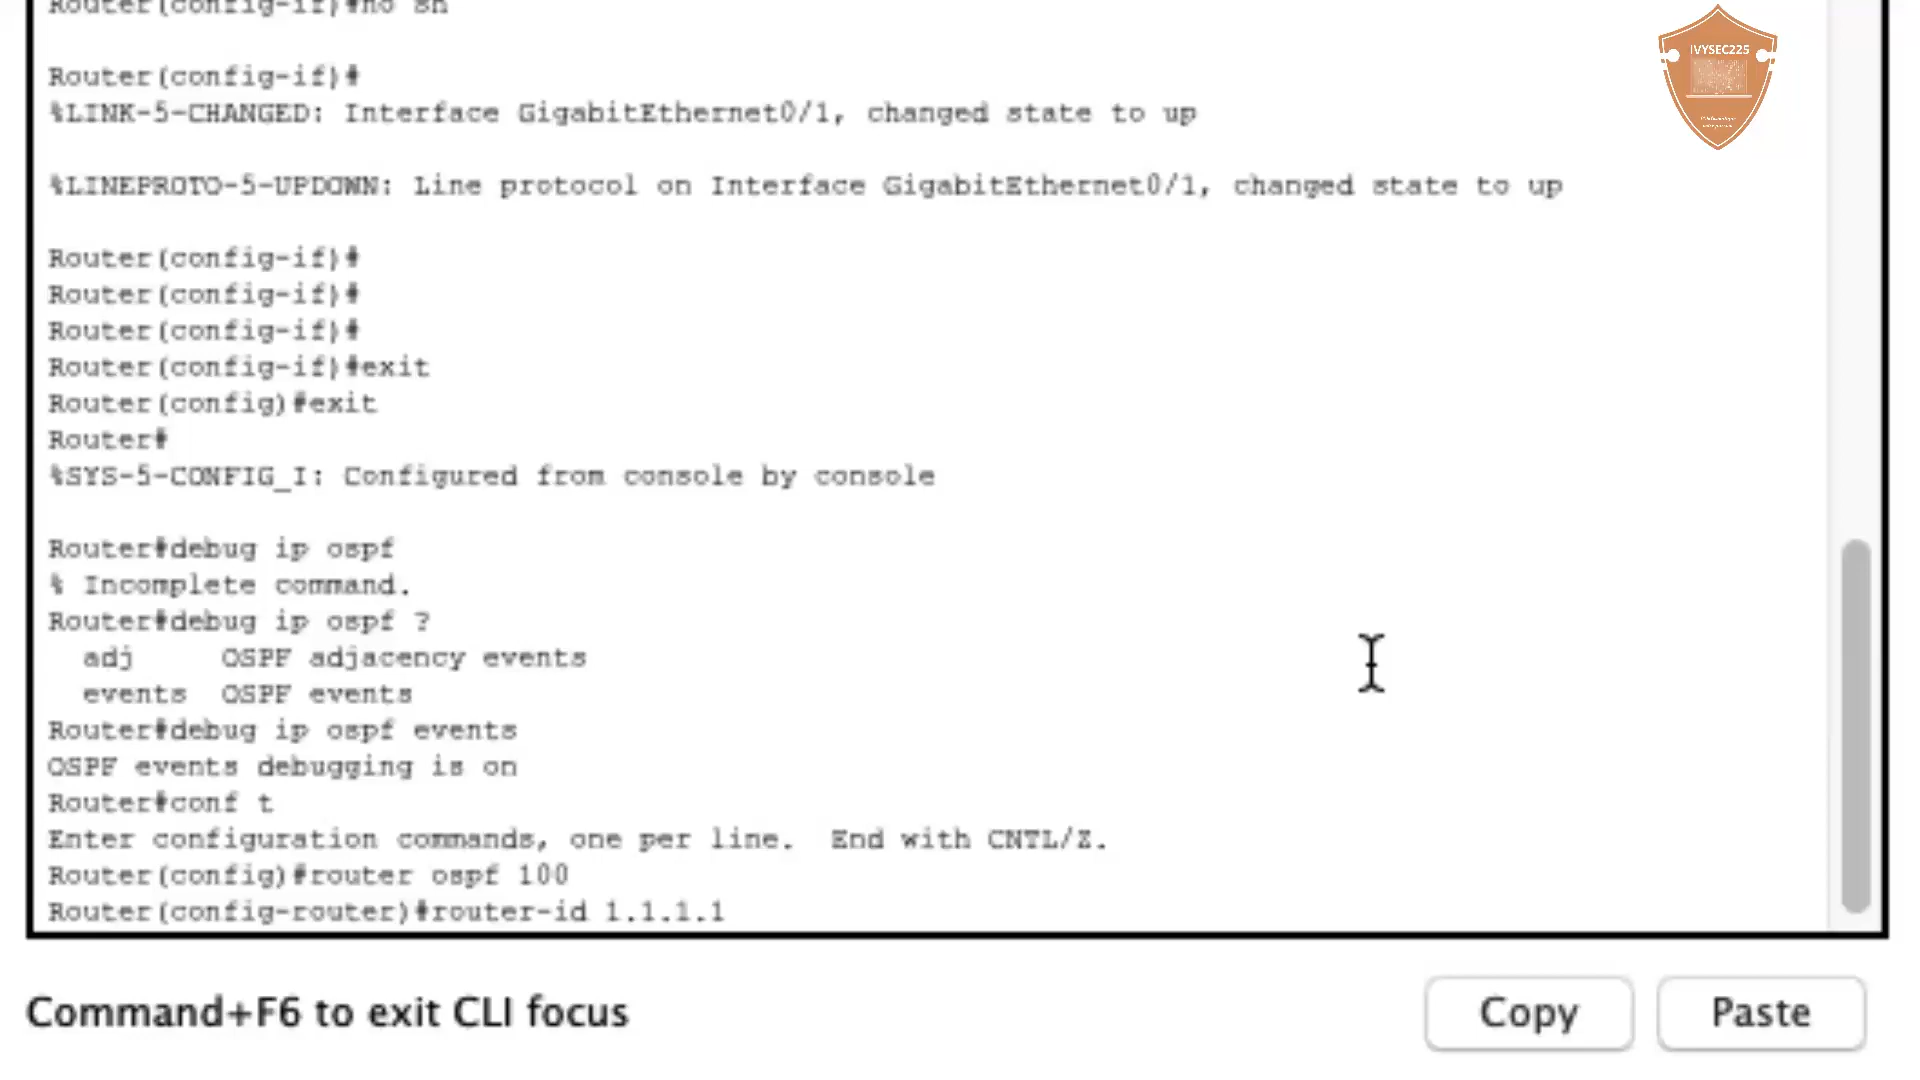 Router(config-if)#no sh
IVYSEC225
Router(config-if)#
%LINK-5-CHANGED: Interface GigabitEthernet0/1, changed state to up
%LINEPROTO-5-UPDOWN: Line protocol on Interface GigabitEthernet0/1, changed state to up
Router(config-if)#
Router(config-if)#
Router(config-if)#
Router(config-if)#exit
Router(config)#exit
Router#
%SYS-5-CONFIG_I: Configured from console by console
Router#debug ip ospf
% Incomplete command.
Router#debug ip ospf ?
adj OSPF adjacency events
events OSPF events
Router#debug ip ospf events
OSPF events debugging is on
Router#conf t
Enter configuration commands, one per line. End with CNTL/Z.
Router(config)#router ospf 100
Router(config-router)#router-id 1.1.1.1
Command+F6 to exit CLI focus
Copy
Paste